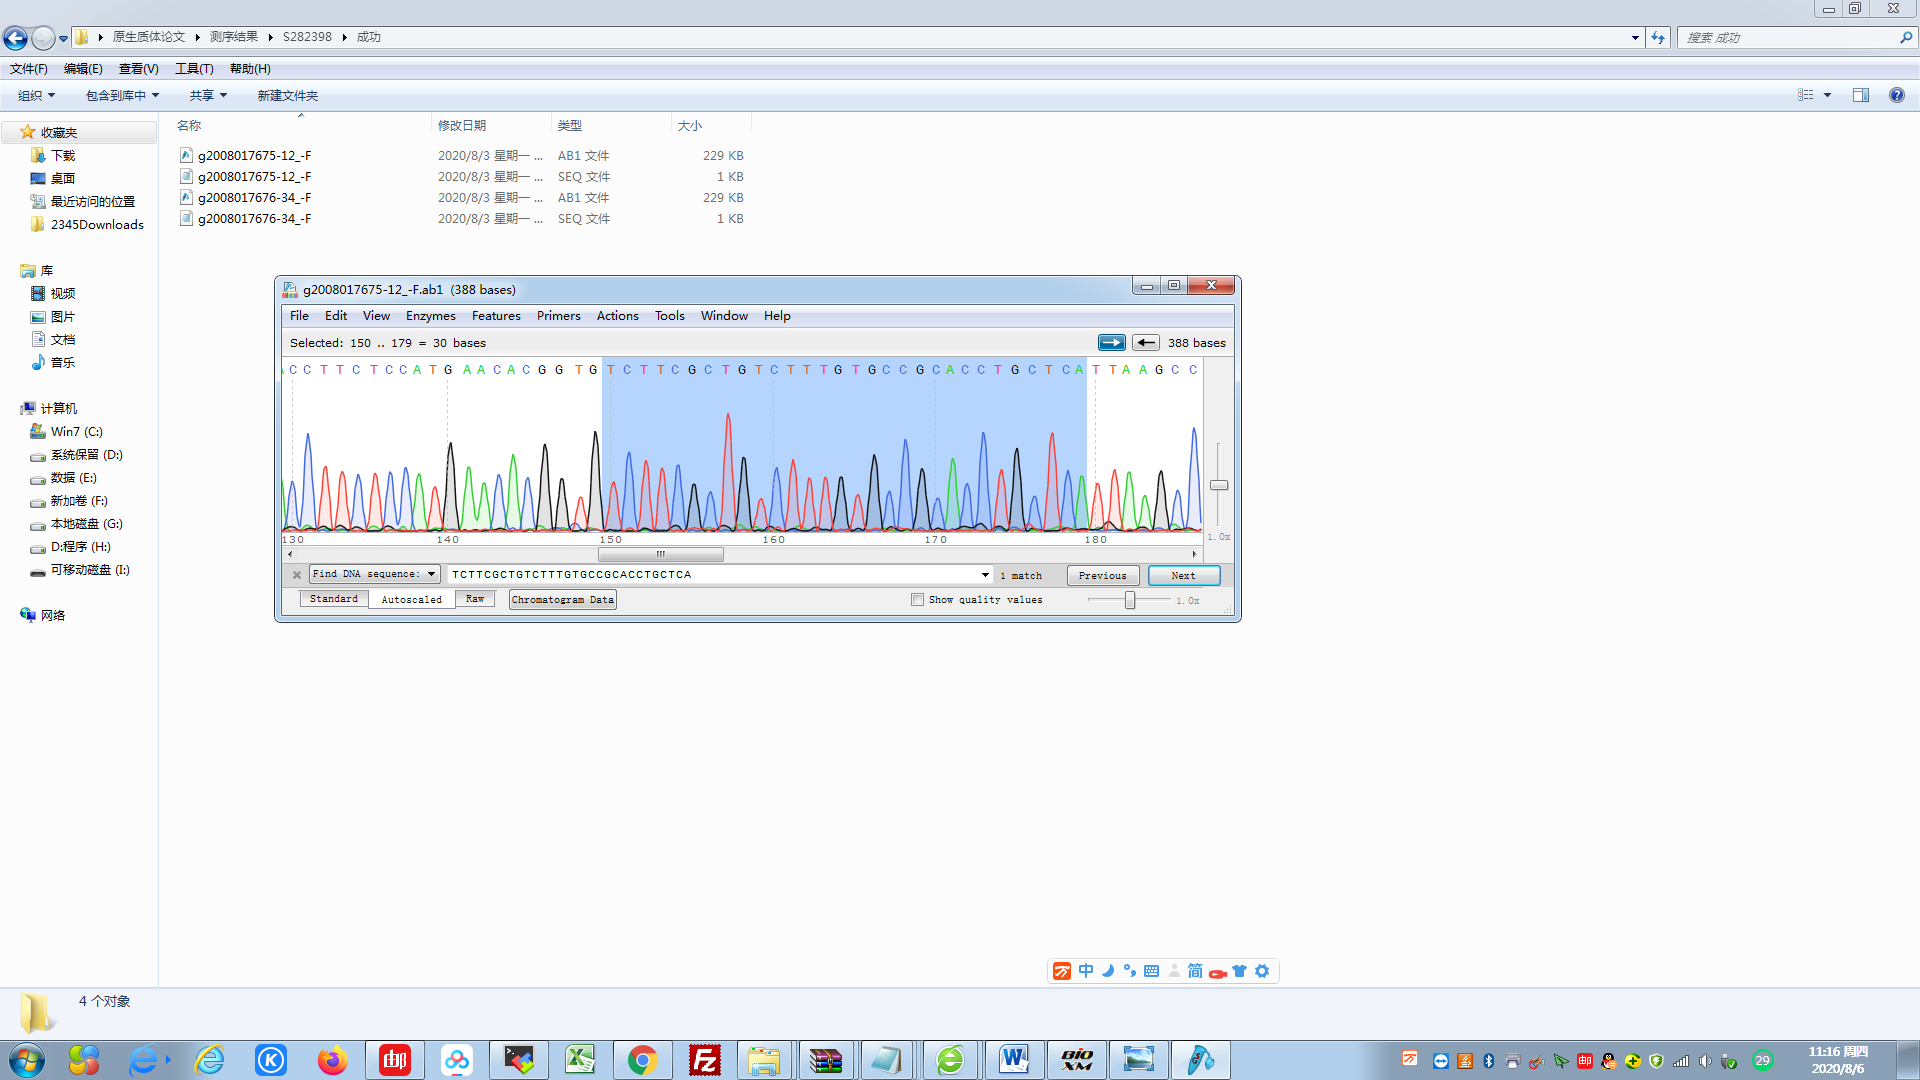 原生质体论文 测序结果 S282398 成功
搜索 成功
文件(F) 编辑(E) 查看(V) 工具(T) 帮助(H)
组织 包含到库中 共享 新建文件夹
收藏夹
下载
桌面
最近访问的位置
2345Downloads
库
视频
图片
文档
音乐
计算机
Win7 (C:)
系统保留 (D:)
数据 (E:)
新加卷 (F:)
本地磁盘 (G:)
D:程序 (H:)
可移动磁盘 (I:)
网络
名称 修改日期 类型 大小
g2008017675-12_-F 2020/8/3 星期一 ... AB1 文件 229 KB
g2008017675-12_-F 2020/8/3 星期一 ... SEQ 文件 1 KB
g2008017676-34_-F 2020/8/3 星期一 ... AB1 文件 229 KB
g2008017676-34_-F 2020/8/3 星期一 ... SEQ 文件 1 KB
g2008017675-12_-F.ab1 (388 bases)
File Edit View Enzymes Features Primers Actions Tools Window Help
Selected: 150 .. 179 = 30 bases 388 bases
A C C T T C T C C A T G A A C A C G G T G T C T T C G C T G T C T T T G T G C C G C A C C T G C T C A T T A A G C C
130 140 150 160 170 180 1.0x
Find DNA sequence: TCTTCGCTGTCTTTGTGCCGCACCTGCTCA 1 match Previous Next
Standard Autoscaled Raw Chromatogram Data Show quality values 1.0x
中 简
4 个对象
邮 K Fz W BIO XM
邮 29
11:16 周四
2020/8/6